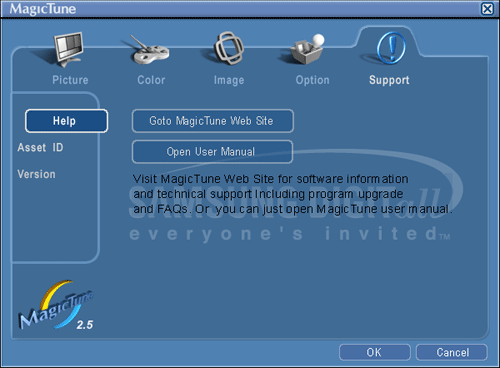 MagicTune
Picture
Color
Image
Option
Support
Help
Asset ID
Version
Goto MagicTune Web Site
Open User Manual
Visit MagicTune Web Site for software information
and technical support Including program upgrade
and FAQs. Or you can just open MagicTune user manual.
SAMSUNG DIGITall
everyone's invited™
MagicTune
2.5
OK
Cancel